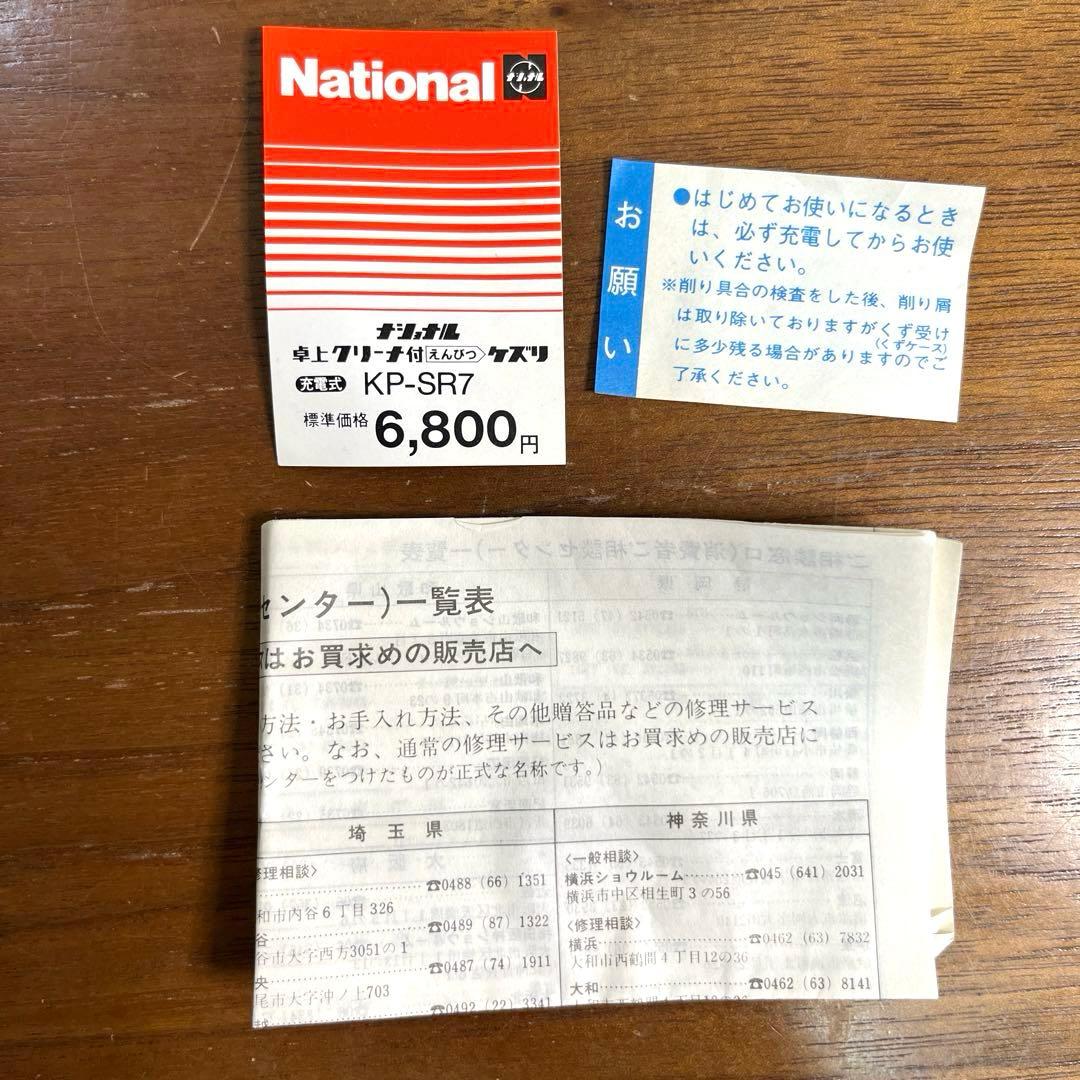 National
ナショナル
ナショナル
卓上クリーナ付えんぴつケズリ
充電式 KP-SR7
標準価格 6,800円
お願い
●はじめてお使いになるとき
は、必ず充電してからお使
いください。
※削り具合の検査をした後、削り屑
は取り除いておりますがくず受け
(くずケース)
に多少残る場合がありますのでご
了承ください。
センター)一覧表
はお買求めの販売店へ
方法・お手入れ方法、その他贈答品などの修理サービス
さい。なお、通常の修理サービスはお買求めの販売店に
ンターをつけたものが正式な名称です。)
埼玉県
修理相談〉
☎0488(66)1351
和市内谷6丁目326
谷 ☎0489(87)1322
谷市大字西方3051の1
央 ☎0487(74)1911
尾市大字沖ノ上703
越 ☎0492(22)3341
神奈川県
〈一般相談〉
横浜ショウルーム ☎045(641)2031
横浜市中区相生町3の56
〈修理相談〉
横浜 ☎0462(63)7832
大和市西鶴間4丁目12の36
大和 ☎0462(63)8141